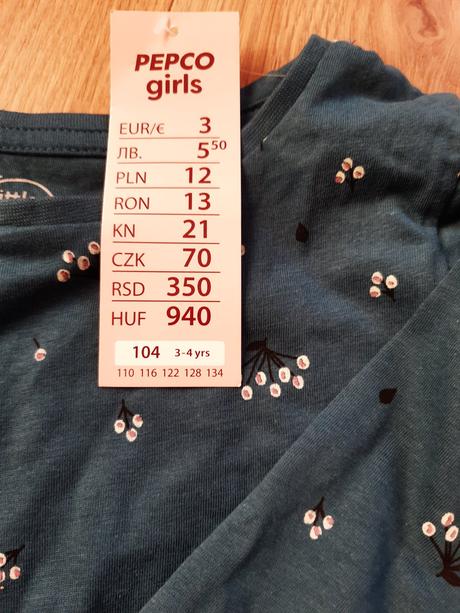 PEPCO
girls
EUR/€ 3
ЛВ. 5⁵⁰
PLN 12
RON 13
KN 21
CZK 70
RSD 350
HUF 940
104 3-4 yrs
110 116 122 128 134